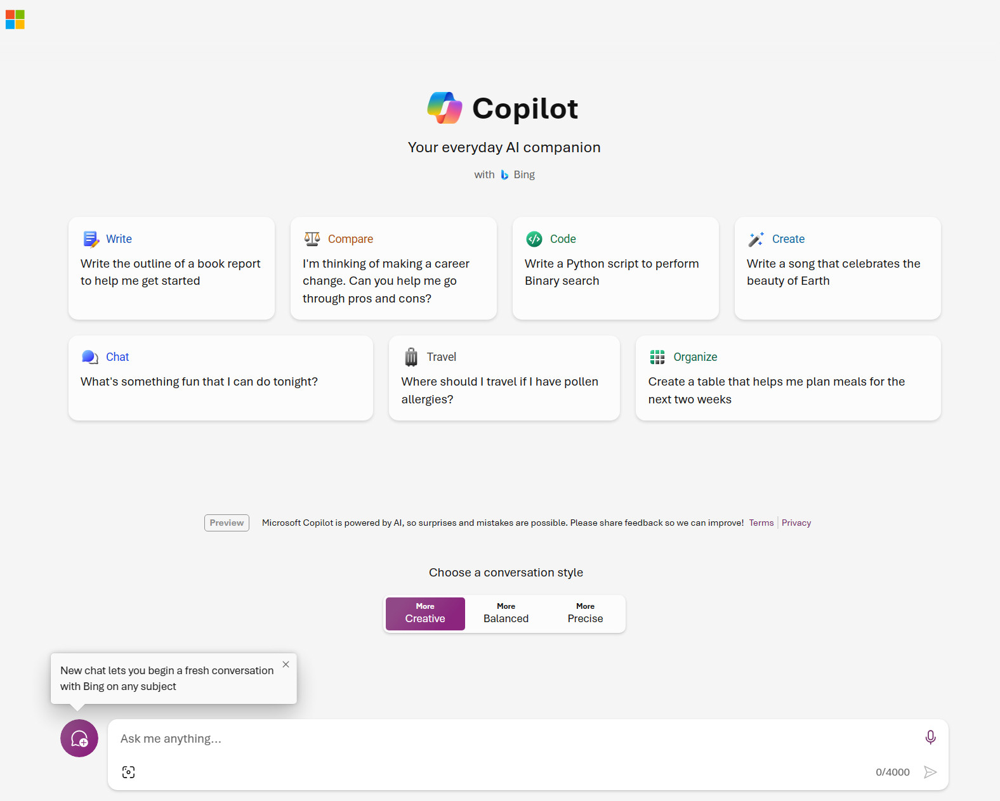 Copilot
Your everyday AI companion
with Bing
Write
Write the outline of a book report
to help me get started
Compare
I'm thinking of making a career
change. Can you help me go
through pros and cons?
Code
Write a Python script to perform
Binary search
Create
Write a song that celebrates the
beauty of Earth
Chat
What's something fun that I can do tonight?
Travel
Where should I travel if I have pollen
allergies?
Organize
Create a table that helps me plan meals for the
next two weeks
Preview Microsoft Copilot is powered by AI, so surprises and mistakes are possible. Please share feedback so we can improve! Terms Privacy
Choose a conversation style
More
Creative
More
Balanced
More
Precise
New chat lets you begin a fresh conversation
with Bing on any subject
Ask me anything...
0/4000